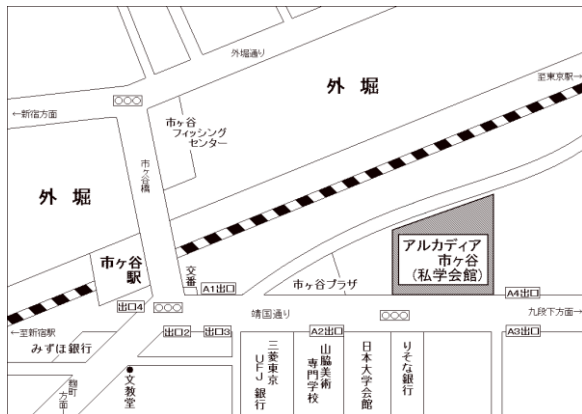 外堀通り
至東京駅→
外 堀
○○○
←新宿方面
市ヶ谷
フィッシング
センター
市ヶ谷橋
外 堀
アルカディア
市ヶ谷
(私学会館)
市ヶ谷
駅
交番
A1出口
市ヶ谷プラザ
A4出口
出口4
○○○
靖国通り
○○○
九段下方面→
←至新宿駅
出口2
出口3
A2出口
A3出口
みずほ銀行
麹町
方面→
文教堂
三菱東京
UFJ銀行
山脇美術
専門学校
日本大学会館
りそな銀行